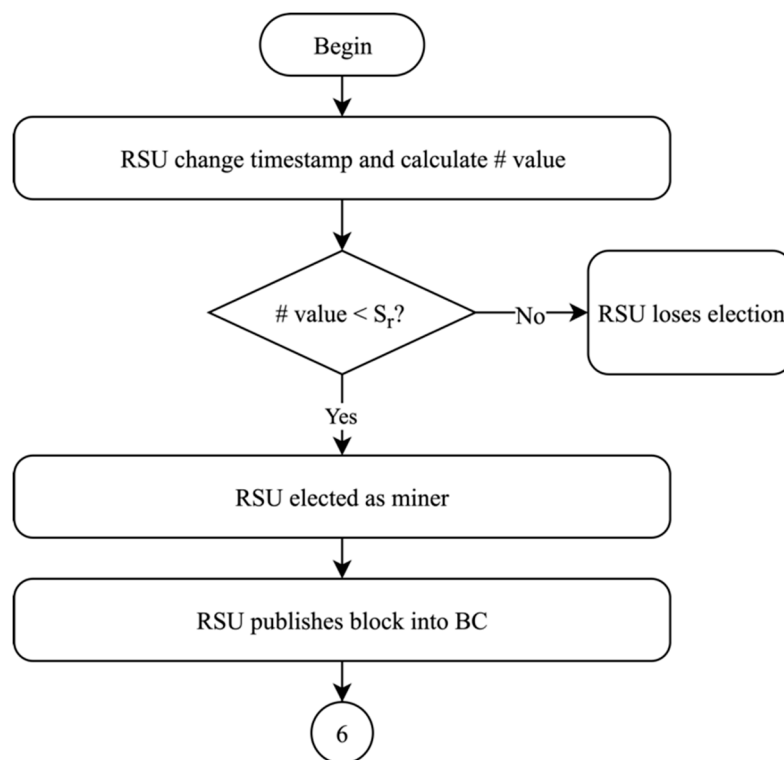 Begin
RSU change timestamp and calculate # value
# value < Sᵣ?
No
RSU loses election
Yes
RSU elected as miner
RSU publishes block into BC
6